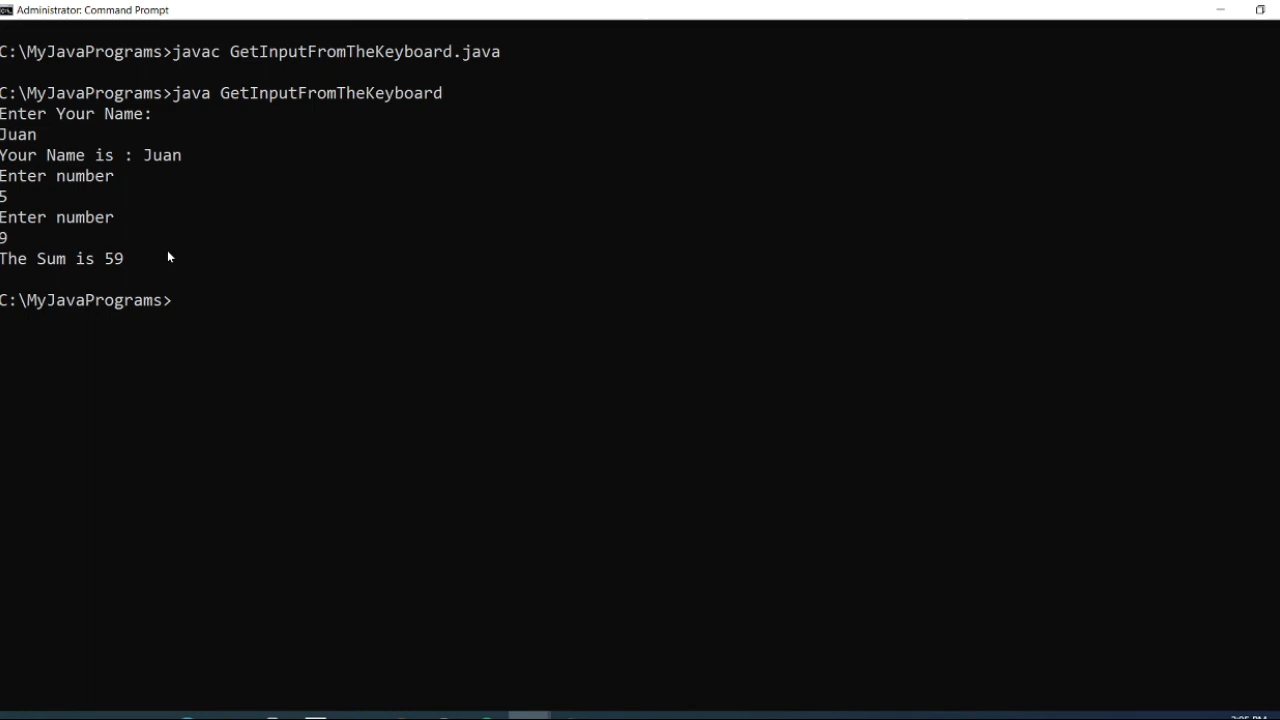 Administrator: Command Prompt
C:\MyJavaPrograms>javac GetInputFromTheKeyboard.java
C:\MyJavaPrograms>java GetInputFromTheKeyboard
Enter Your Name:
Juan
Your Name is : Juan
Enter number
5
Enter number
9
The Sum is 59
C:\MyJavaPrograms>